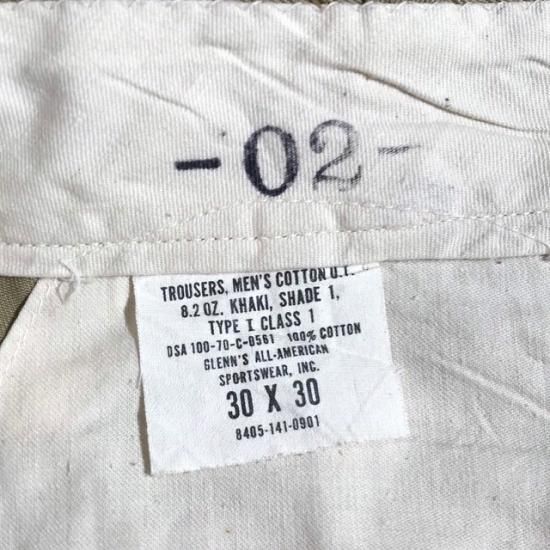 -02-
TROUSERS, MEN'S COTTON U.T.
8.2 OZ. KHAKI, SHADE 1,
TYPE I CLASS 1
DSA 100-70-C-0561 100% COTTON
GLENN'S ALL-AMERICAN
SPORTSWEAR, INC.
30 X 30
8405-141-0901